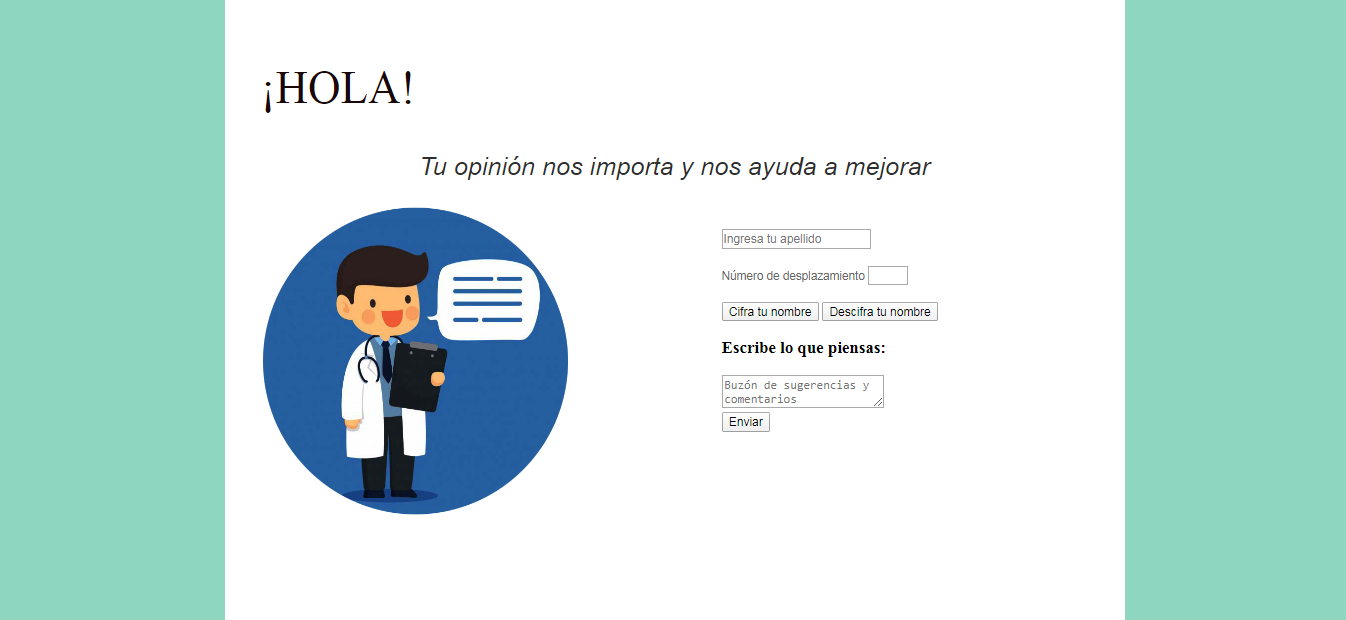 ¡HOLA!
Tu opinión nos importa y nos ayuda a mejorar
Ingresa tu apellido
Número de desplazamiento
Cifra tu nombre Descifra tu nombre
Escribe lo que piensas:
Buzón de sugerencias y
comentarios
Enviar